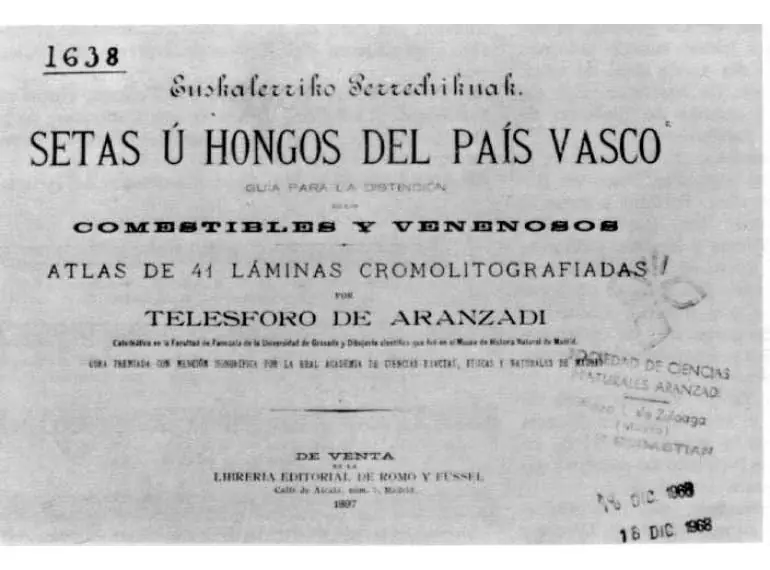 1638
Euskalerriko Perrechikuak.
SETAS Ú HONGOS DEL PAÍS VASCO
GUÍA PARA LA DISTINCIÓN
DE LOS
COMESTIBLES Y VENENOSOS
ATLAS DE 41 LÁMINAS CROMOLITOGRAFIADAS
POR
TELESFORO DE ARANZADI
Catedrático en la Facultad de Farmacia de la Universidad de Granada y Dibujante científico que fué en el Museo de Historia Natural de Madrid.
OBRA PREMIADA CON MENCIÓN HONORÍFICA POR LA REAL ACADEMIA DE CIENCIAS EXACTAS, FÍSICAS Y NATURALES DE MADRID
SOCIEDAD DE CIENCIAS
NATURALES ARANZADI
de Zuloaga
(Museo)
SEBASTIAN
DE VENTA
EN LA
LIBRERÍA EDITORIAL DE ROMO Y FÜSSEL
Calle de Alcalá, núm. 5, Madrid.
1897
DIC. 1968
16 DIC. 1968